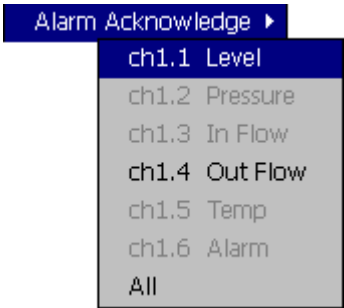 Alarm Acknowledge
ch1.1 Level
ch1.2 Pressure
ch1.3 In Flow
ch1.4 Out Flow
ch1.5 Temp
ch1.6 Alarm
All